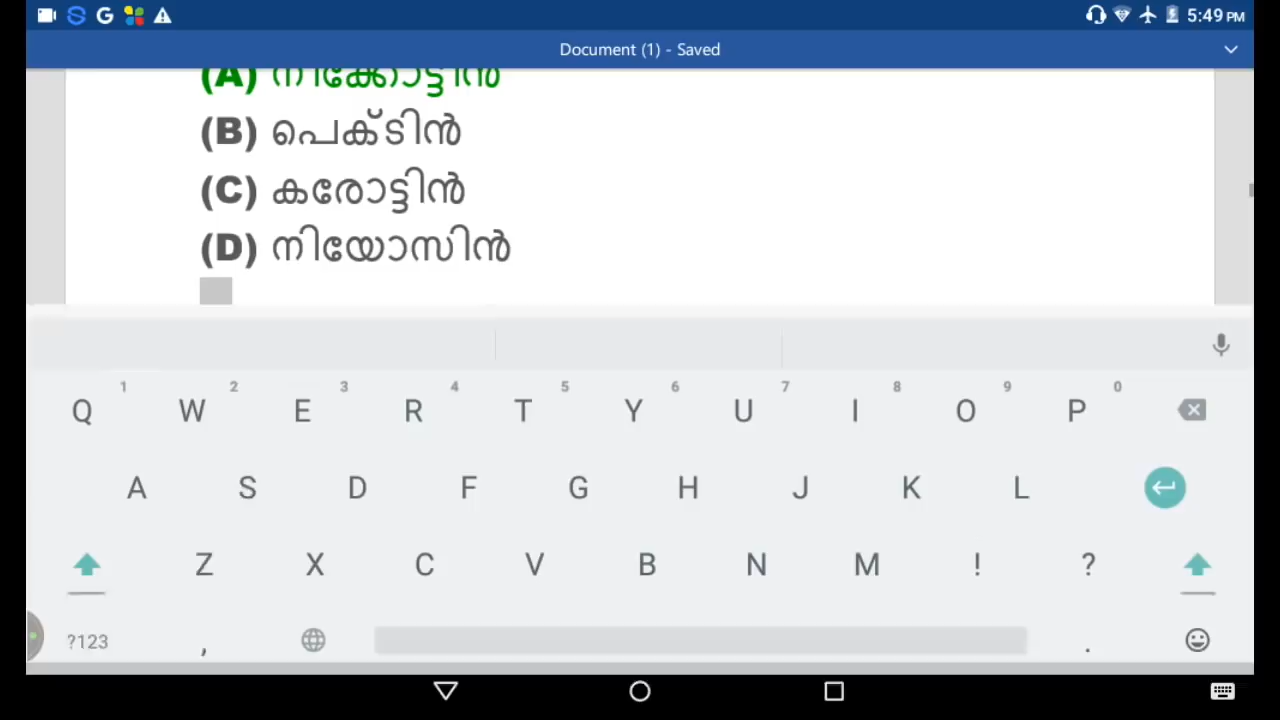 5:49 PM
Document (1) - Saved
(A) നിക്കോട്ടിൻ
(B) പെക്ടിൻ
(C) കരോട്ടിൻ
(D) നിയോസിൻ
1 2 3 4 5 6 7 8 9 0
Q W E R T Y U I O P
A S D F G H J K L
Z X C V B N M ! ?
?123 , .